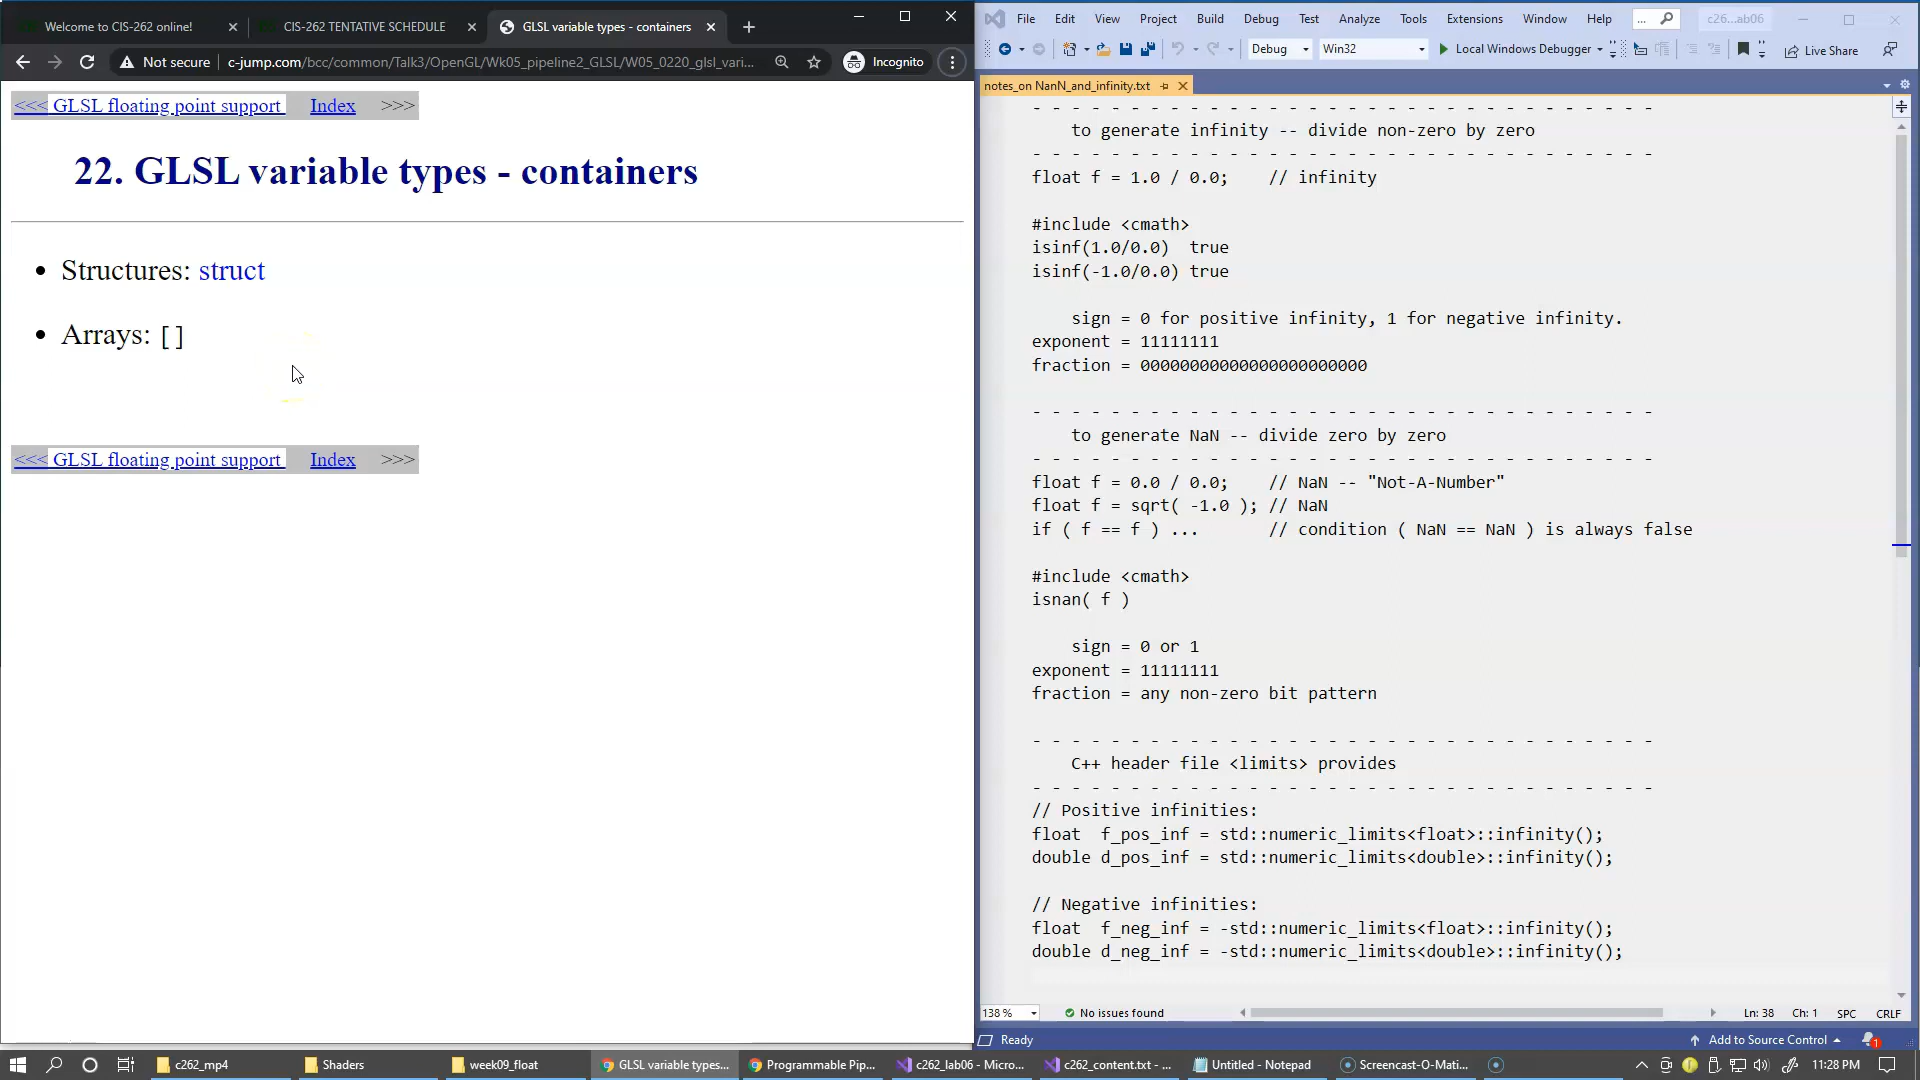 Welcome to CIS-262 online!
CIS-262 TENTATIVE SCHEDULE
GLSL variable types - containers
Not secure
c-jump.com/bcc/common/Talk3/OpenGL/Wk05_pipeline2_GLSL/W05_0220_glsl_vari...
Incognito
<<< GLSL floating point support Index >>>
22. GLSL variable types - containers
Structures: struct
Arrays: []
<<< GLSL floating point support Index >>>
File Edit View Project Build Debug Test Analyze Tools Extensions Window Help ... c26...ab06
Debug Win32 Local Windows Debugger Live Share
notes_on NanN_and_infinity.txt
- - - - - - - - - - - - - - - - - - - - - - - - - - - - - - - -
to generate infinity -- divide non-zero by zero
- - - - - - - - - - - - - - - - - - - - - - - - - - - - - - - -
float f = 1.0 / 0.0;    // infinity
#include <cmath>
isinf(1.0/0.0)  true
isinf(-1.0/0.0) true
sign = 0 for positive infinity, 1 for negative infinity.
exponent = 11111111
fraction = 00000000000000000000000
- - - - - - - - - - - - - - - - - - - - - - - - - - - - - - - -
to generate NaN -- divide zero by zero
- - - - - - - - - - - - - - - - - - - - - - - - - - - - - - - -
float f = 0.0 / 0.0;    // NaN -- "Not-A-Number"
float f = sqrt( -1.0 ); // NaN
if ( f == f ) ...       // condition ( NaN == NaN ) is always false
#include <cmath>
isnan( f )
sign = 0 or 1
exponent = 11111111
fraction = any non-zero bit pattern
- - - - - - - - - - - - - - - - - - - - - - - - - - - - - - - -
C++ header file <limits> provides
- - - - - - - - - - - - - - - - - - - - - - - - - - - - - - - -
// Positive infinities:
float  f_pos_inf = std::numeric_limits<float>::infinity();
double d_pos_inf = std::numeric_limits<double>::infinity();
// Negative infinities:
float  f_neg_inf = -std::numeric_limits<float>::infinity();
double d_neg_inf = -std::numeric_limits<double>::infinity();
138 % No issues found Ln: 38 Ch: 1 SPC CRLF
Ready Add to Source Control 1
c262_mp4 Shaders week09_float GLSL variable types... Programmable Pip... c262_lab06 - Micro... c262_content.txt - ... Untitled - Notepad Screencast-O-Mati... 11:28 PM